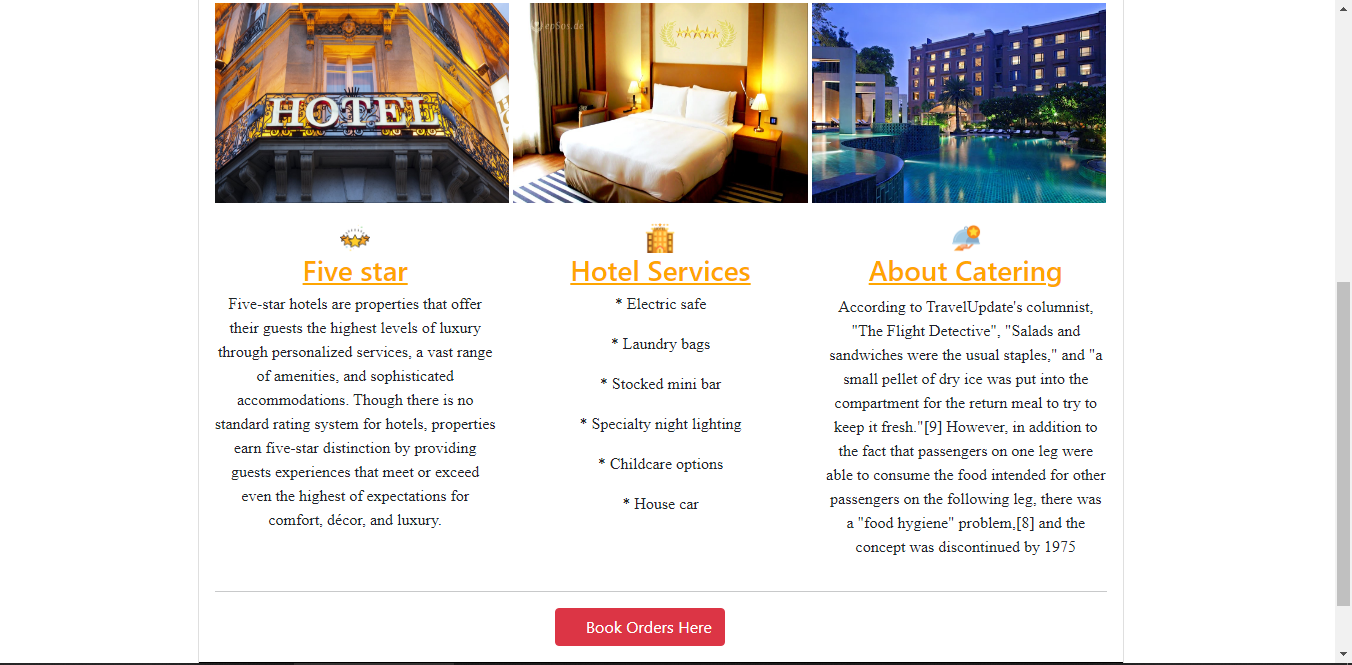 HOTEL
epSos.de
Five star
Five-star hotels are properties that offer
their guests the highest levels of luxury
through personalized services, a vast range
of amenities, and sophisticated
accommodations. Though there is no
standard rating system for hotels, properties
earn five-star distinction by providing
guests experiences that meet or exceed
even the highest of expectations for
comfort, décor, and luxury.
Hotel Services
* Electric safe
* Laundry bags
* Stocked mini bar
* Specialty night lighting
* Childcare options
* House car
About Catering
According to TravelUpdate's columnist,
"The Flight Detective", "Salads and
sandwiches were the usual staples," and "a
small pellet of dry ice was put into the
compartment for the return meal to try to
keep it fresh."[9] However, in addition to
the fact that passengers on one leg were
able to consume the food intended for other
passengers on the following leg, there was
a "food hygiene" problem,[8] and the
concept was discontinued by 1975
Book Orders Here